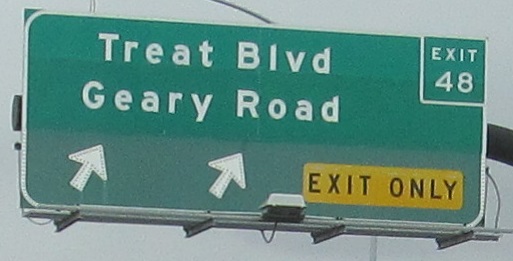 Treat Blvd
Geary Road
EXIT
48
EXIT ONLY